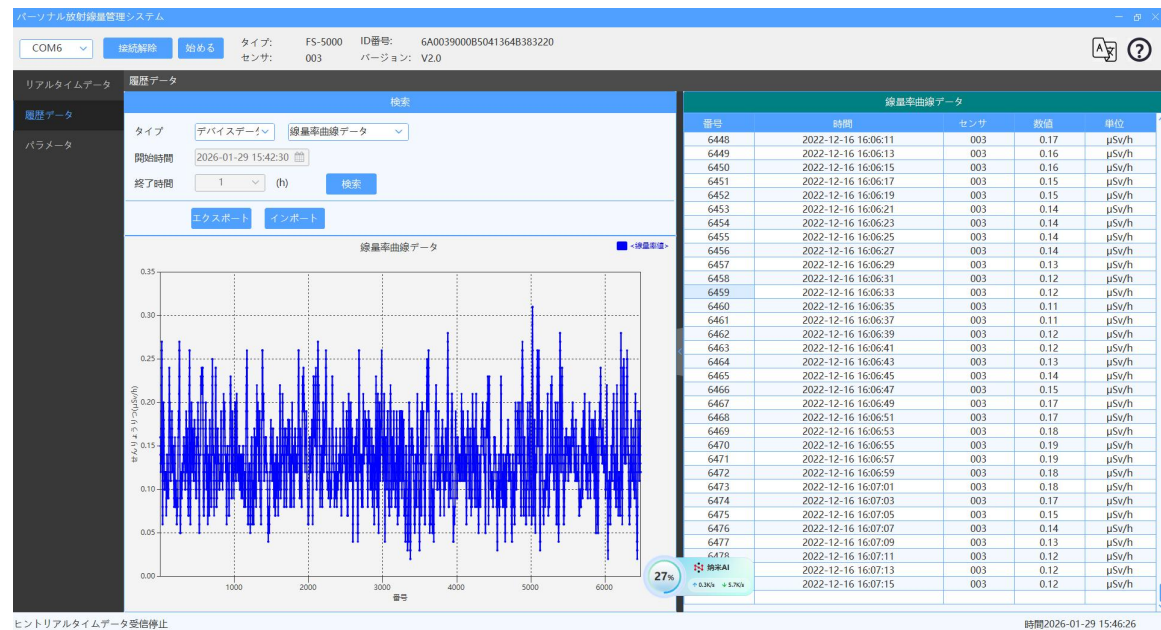 パーソナル放射線量管理システム
COM6 接続解除 始める タイプ: FS-5000 ID番号: 6A0039000B5041364B383220
センサ: 003 バージョン: V2.0
リアルタイムデータ
履歴データ
パラメータ
履歴データ
検索
タイプ デバイスデータ 線量率曲線データ
開始時間 2026-01-29 15:42:30
終了時間 1 (h) 検索
エクスポート インポート
線量率曲線データ
<線量率値>
せんりょうりつ(μSv/h)
0.35
0.30
0.25
0.20
0.15
0.10
0.05
0.00
1000 2000 3000 4000 5000 6000
番号
線量率曲線データ
番号 時間 センサ 数値 単位
6448 2022-12-16 16:06:11 003 0.17 μSv/h
6449 2022-12-16 16:06:13 003 0.16 μSv/h
6450 2022-12-16 16:06:15 003 0.16 μSv/h
6451 2022-12-16 16:06:17 003 0.15 μSv/h
6452 2022-12-16 16:06:19 003 0.15 μSv/h
6453 2022-12-16 16:06:21 003 0.14 μSv/h
6454 2022-12-16 16:06:23 003 0.14 μSv/h
6455 2022-12-16 16:06:25 003 0.14 μSv/h
6456 2022-12-16 16:06:27 003 0.14 μSv/h
6457 2022-12-16 16:06:29 003 0.13 μSv/h
6458 2022-12-16 16:06:31 003 0.12 μSv/h
6459 2022-12-16 16:06:33 003 0.12 μSv/h
6460 2022-12-16 16:06:35 003 0.11 μSv/h
6461 2022-12-16 16:06:37 003 0.11 μSv/h
6462 2022-12-16 16:06:39 003 0.12 μSv/h
6463 2022-12-16 16:06:41 003 0.12 μSv/h
6464 2022-12-16 16:06:43 003 0.13 μSv/h
6465 2022-12-16 16:06:45 003 0.14 μSv/h
6466 2022-12-16 16:06:47 003 0.15 μSv/h
6467 2022-12-16 16:06:49 003 0.17 μSv/h
6468 2022-12-16 16:06:51 003 0.17 μSv/h
6469 2022-12-16 16:06:53 003 0.18 μSv/h
6470 2022-12-16 16:06:55 003 0.19 μSv/h
6471 2022-12-16 16:06:57 003 0.19 μSv/h
6472 2022-12-16 16:06:59 003 0.18 μSv/h
6473 2022-12-16 16:07:01 003 0.18 μSv/h
6474 2022-12-16 16:07:03 003 0.17 μSv/h
6475 2022-12-16 16:07:05 003 0.15 μSv/h
6476 2022-12-16 16:07:07 003 0.14 μSv/h
6477 2022-12-16 16:07:09 003 0.13 μSv/h
6478 2022-12-16 16:07:11 003 0.12 μSv/h
2022-12-16 16:07:13 003 0.12 μSv/h
2022-12-16 16:07:15 003 0.12 μSv/h
27%
纳米AI
0.3K/s 5.7K/s
ヒントリアルタイムデータ受信停止
時間2026-01-29 15:46:26